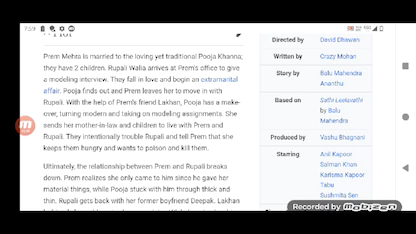 7:59
Directed by David Dhawan
Written by Crazy Mohan
Story by Balu Mahendra
Ananthu
Based on Sathi Leelavathi
by Balu
Mahendra
Produced by Vashu Bhagnani
Starring Anil Kapoor
Salman Khan
Karisma Kapoor
Tabu
Sushmita Sen
Prem Mehra is married to the loving yet traditional Pooja Khanna;
they have 2 children. Rupali Walia arrives at Prem's office to give
a modeling interview. They fall in love and begin an extramarital
affair. Pooja finds out and Prem leaves her to move in with
Rupali. With the help of Prem's friend Lakhan, Pooja has a make-
over, turning modern and taking on modeling assignments. She
sends her mother-in-law and children to live with Prem and
Rupali. They intentionally trouble Rupali and tell Prem that she
keeps them hungry and wants to poison and kill them.
Ultimately, the relationship between Prem and Rupali breaks
down. Prem realizes she only came to him since he gave her
material things, while Pooja stuck with him through thick and
thin. Rupali gets back with her former boyfriend Deepak. Lakhan
Recorded by mobizen